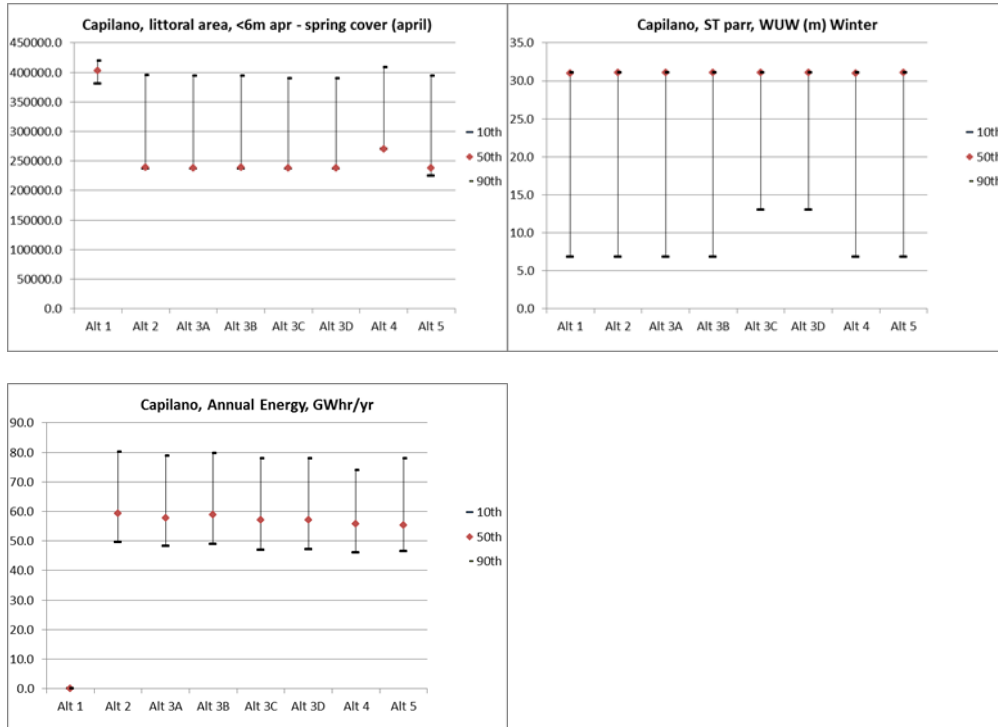 Capilano, littoral area, <6m apr - spring cover (april)
450000.0
400000.0
350000.0
300000.0
250000.0
200000.0
150000.0
100000.0
50000.0
0.0
Alt 1 Alt 2 Alt 3A Alt 3B Alt 3C Alt 3D Alt 4 Alt 5
10th
50th
90th
Capilano, ST parr, WUW (m) Winter
35.0
30.0
25.0
20.0
15.0
10.0
5.0
0.0
Alt 1 Alt 2 Alt 3A Alt 3B Alt 3C Alt 3D Alt 4 Alt 5
10th
50th
90th
Capilano, Annual Energy, GWhr/yr
90.0
80.0
70.0
60.0
50.0
40.0
30.0
20.0
10.0
0.0
Alt 1 Alt 2 Alt 3A Alt 3B Alt 3C Alt 3D Alt 4 Alt 5
10th
50th
90th